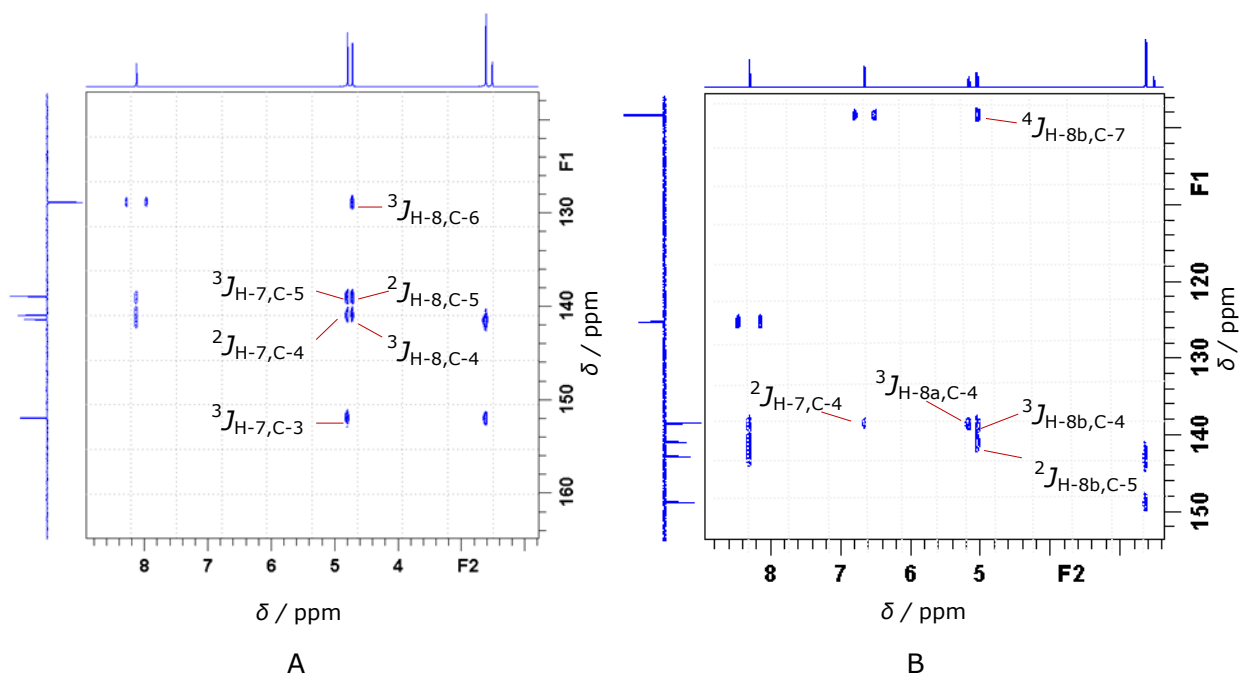 F1
130
140
150
160
δ / ppm
³J_H-8,C-6
³J_H-7,C-5
²J_H-8,C-5
²J_H-7,C-4
³J_H-8,C-4
³J_H-7,C-3
8 7 6 5 4 F2
δ / ppm
A
F1
120
130
140
150
δ / ppm
⁴J_H-8b,C-7
²J_H-7,C-4
³J_H-8a,C-4
³J_H-8b,C-4
²J_H-8b,C-5
8 7 6 5 F2
δ / ppm
B